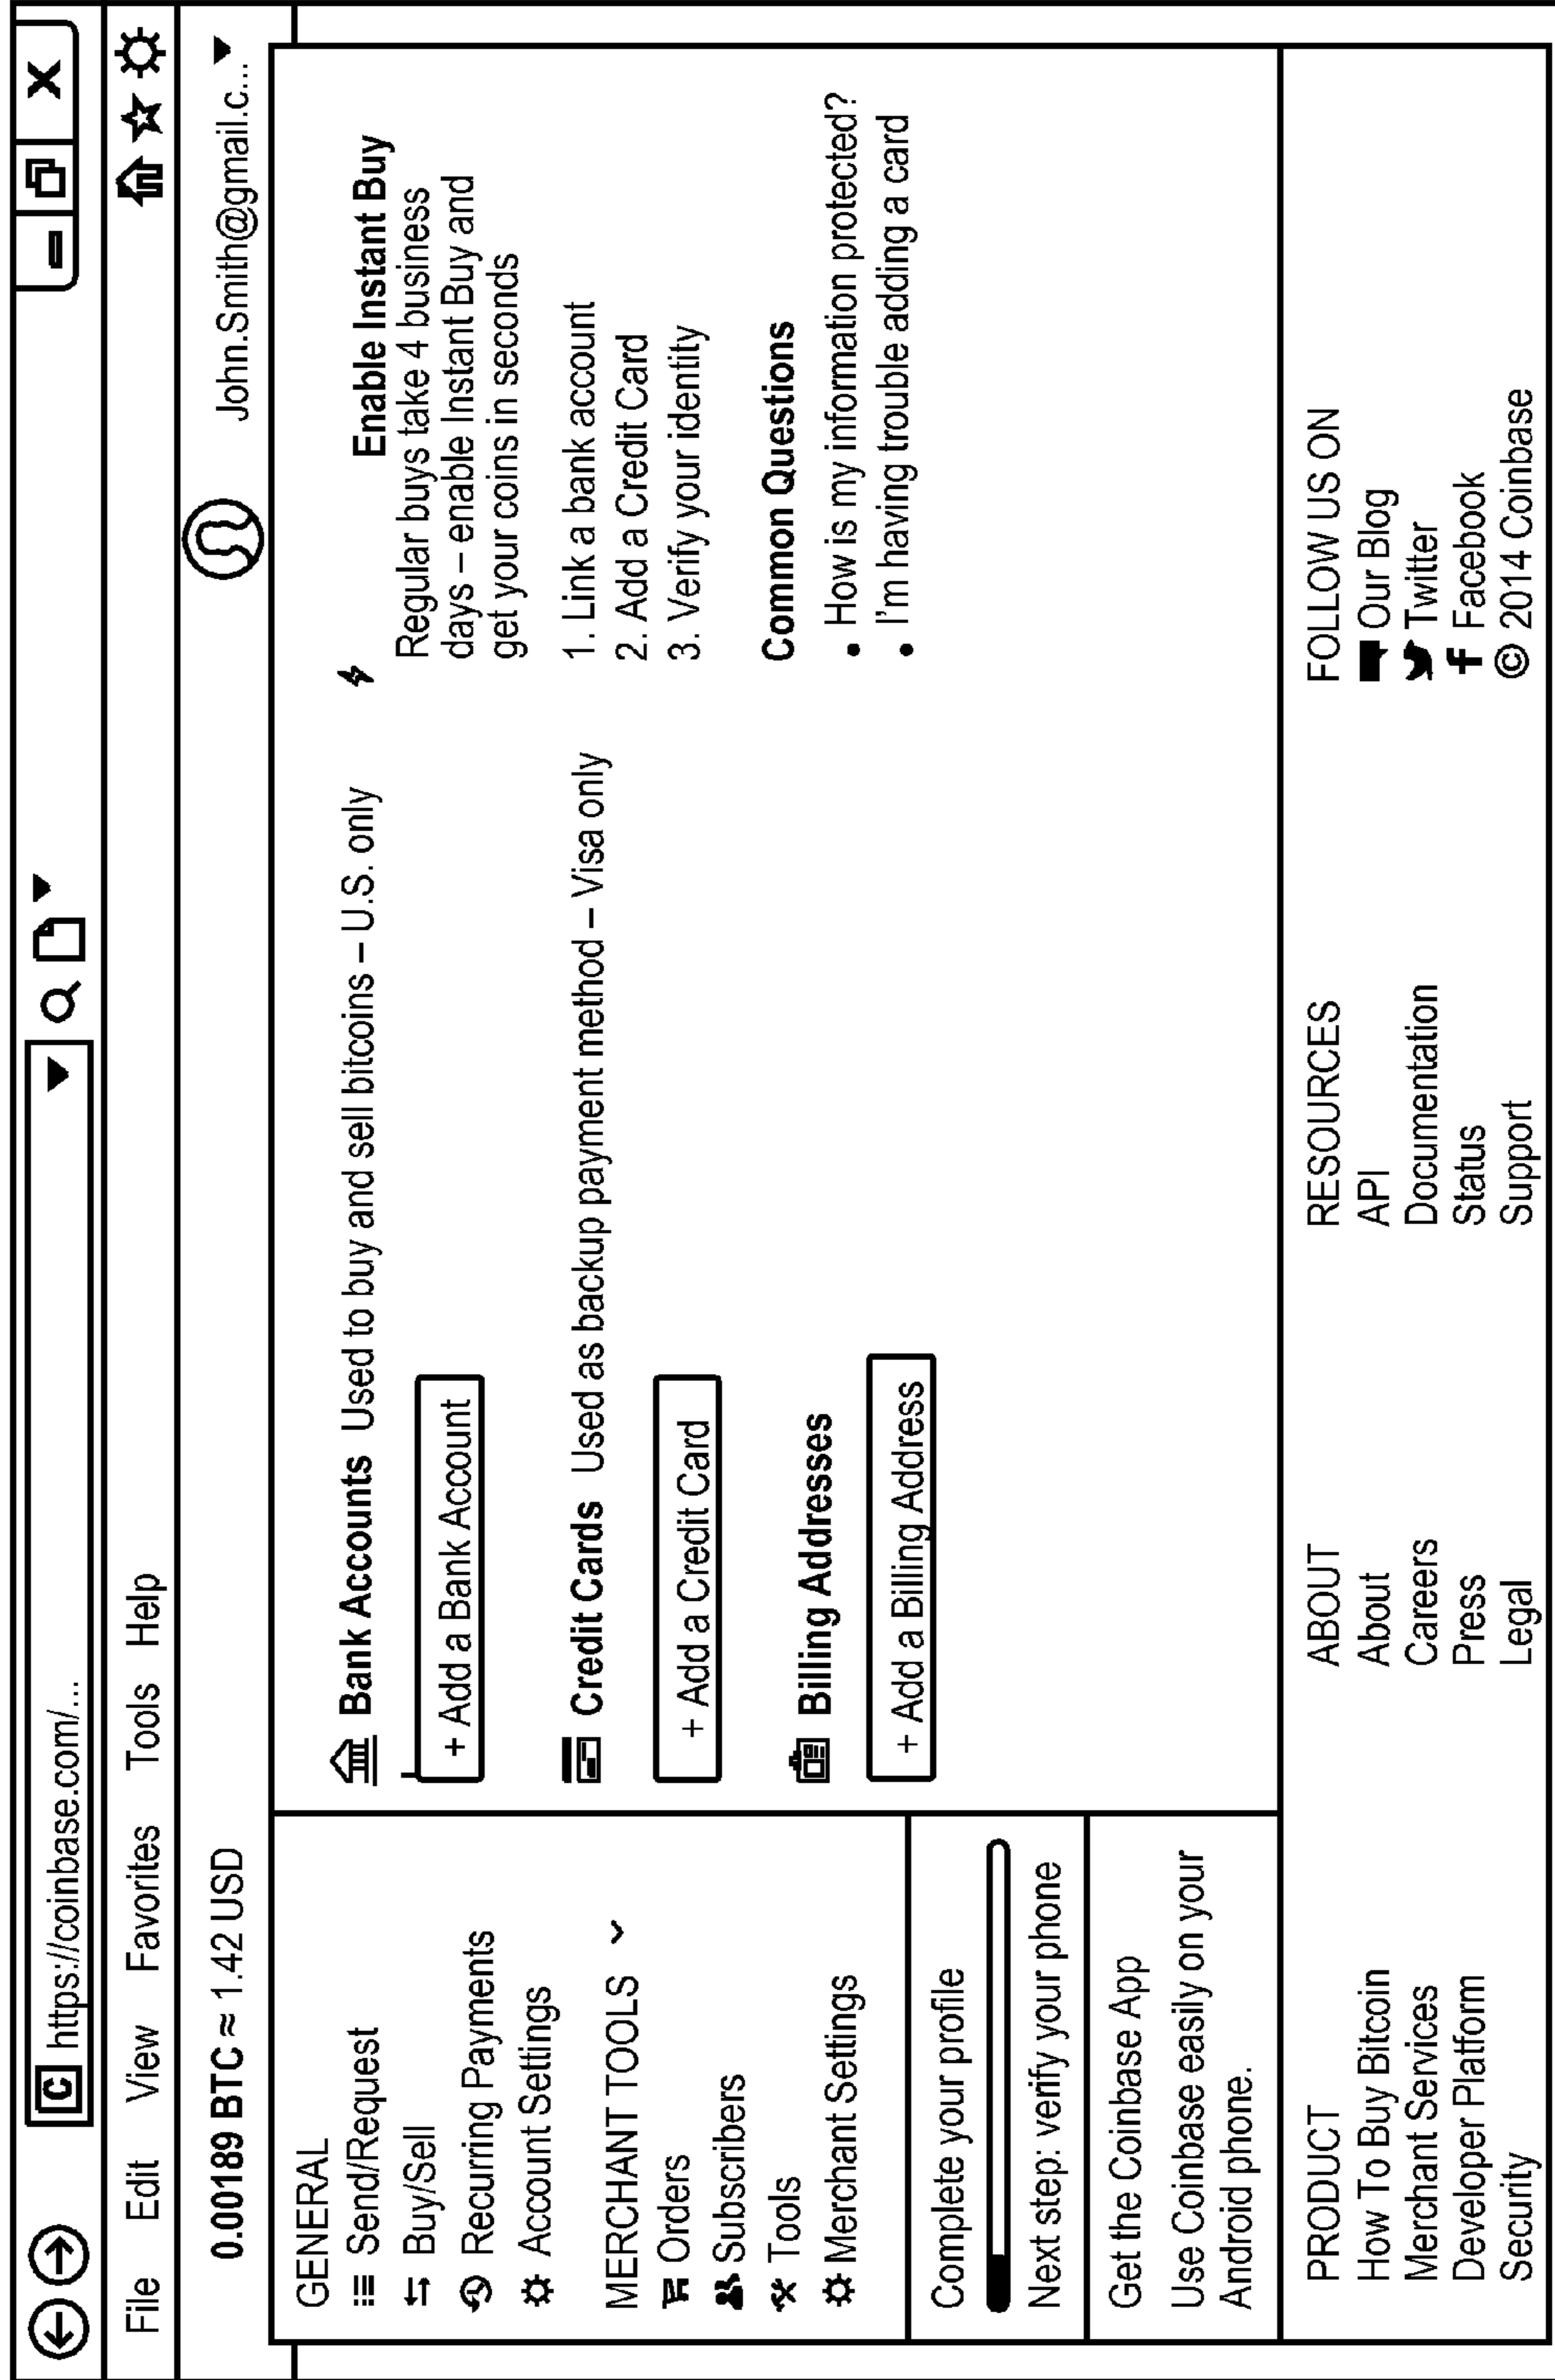 X
C https://coinbase.com/...
File Edit View Favorites Tools Help
0.00189 BTC ≈ 1.42 USD
John.Smith@gmail.c...
GENERAL
Send/Request
Buy/Sell
Recurring Payments
Account Settings
MERCHANT TOOLS
Orders
Subscribers
Tools
Merchant Settings
Complete your profile
Next step: verify your phone
Get the Coinbase App
Use Coinbase easily on your
Android phone.
Bank Accounts Used to buy and sell bitcoins – U.S. only
+ Add a Bank Account
Credit Cards Used as backup payment method – Visa only
+ Add a Credit Card
Billing Addresses
+ Add a Billing Address
Enable Instant Buy
Regular buys take 4 business
days – enable Instant Buy and
get your coins in seconds
1. Link a bank account
2. Add a Credit Card
3. Verify your identity
Common Questions
• How is my information protected?
• I'm having trouble adding a card
PRODUCT
How To Buy Bitcoin
Merchant Services
Developer Platform
Security
ABOUT
About
Careers
Press
Legal
RESOURCES
API
Documentation
Status
Support
FOLLOW US ON
Our Blog
Twitter
f Facebook
© 2014 Coinbase